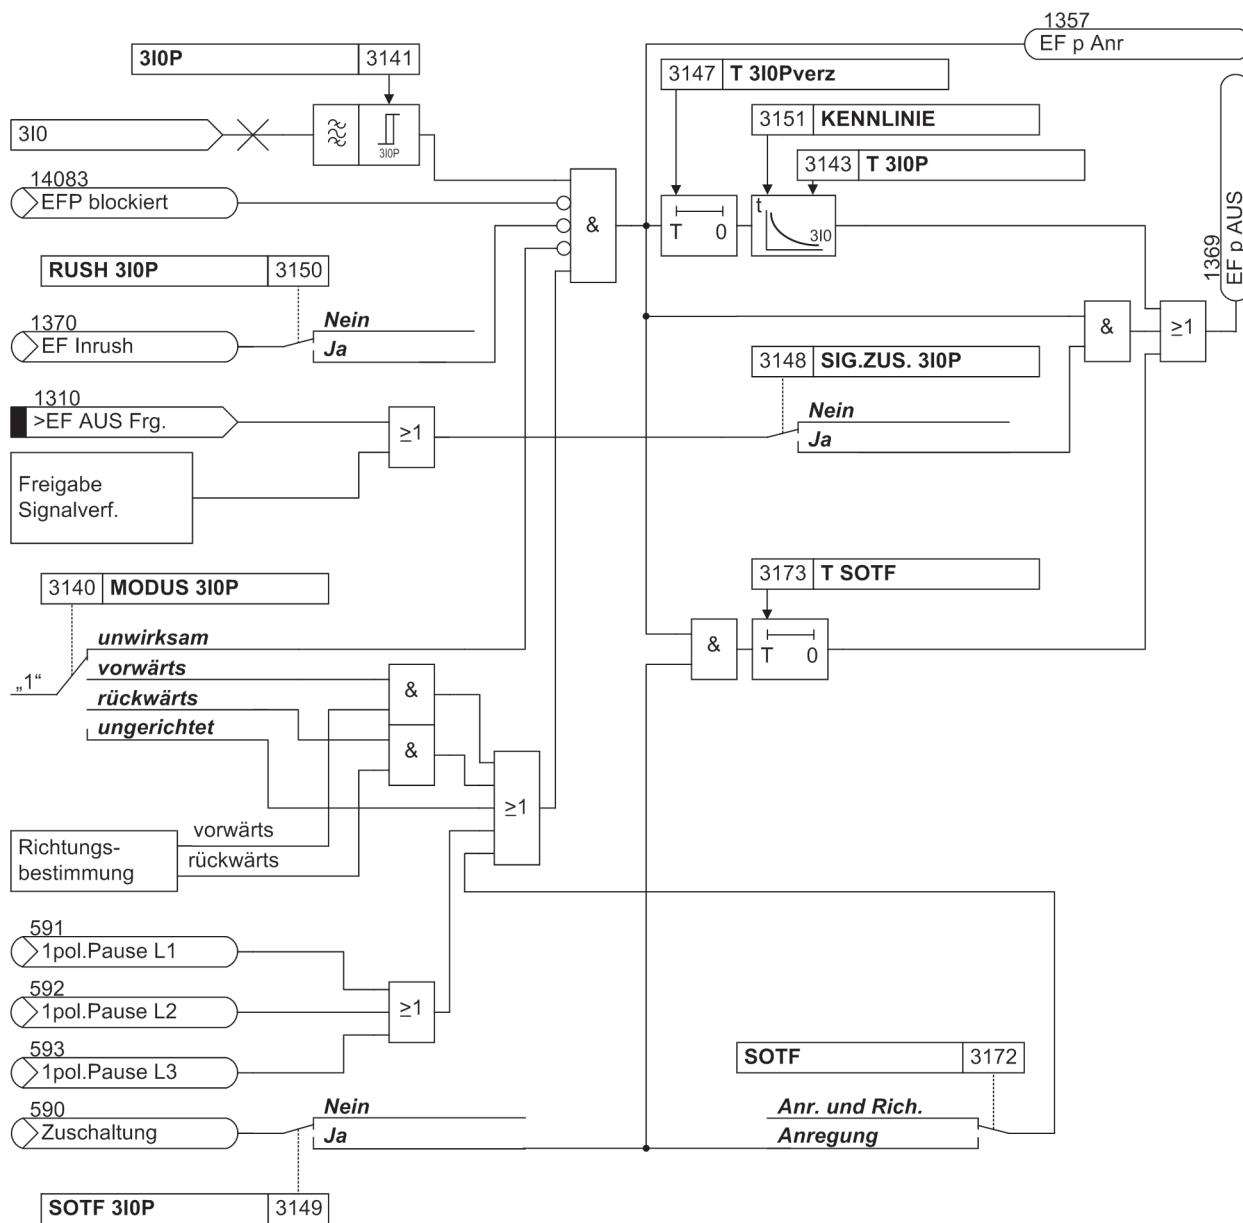 1357
EF p Anr
3I0P 3141
3147 T 3I0Pverz
3151 KENNLINIE
3143 T 3I0P
3I0
3I0P
14083
EFP blockiert
&
T 0
t
3I0
1369
EF p AUS
RUSH 3I0P 3150
1370
EF Inrush
Nein
Ja
&
≥1
3148 SIG.ZUS. 3I0P
1310
>EF AUS Frg.
≥1
Nein
Ja
Freigabe
Signalverf.
3140 MODUS 3I0P
3173 T SOTF
„1“
unwirksam
vorwärts
rückwärts
ungerichtet
&
&
&
T 0
≥1
Richtungs-
bestimmung
vorwärts
rückwärts
591
1pol.Pause L1
592
1pol.Pause L2
≥1
593
1pol.Pause L3
SOTF 3172
590
Zuschaltung
Nein
Ja
Anr. und Rich.
Anregung
SOTF 3I0P 3149